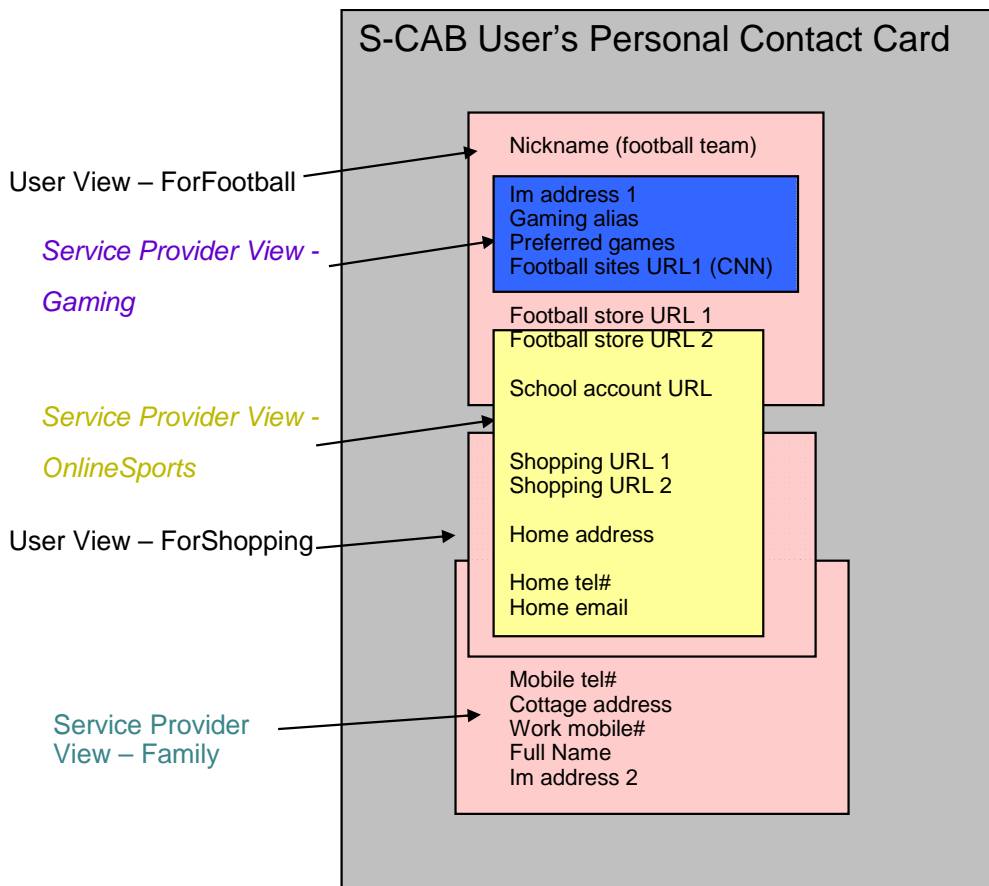 S-CAB User's Personal Contact Card
Nickname (football team)
User View – ForFootball
Im address 1
Gaming alias
Preferred games
Football sites URL1 (CNN)
Service Provider View -
Gaming
Football store URL 1
Football store URL 2
School account URL
Service Provider View -
OnlineSports
Shopping URL 1
Shopping URL 2
User View – ForShopping
Home address
Home tel#
Home email
Mobile tel#
Cottage address
Work mobile#
Full Name
Im address 2
Service Provider
View – Family